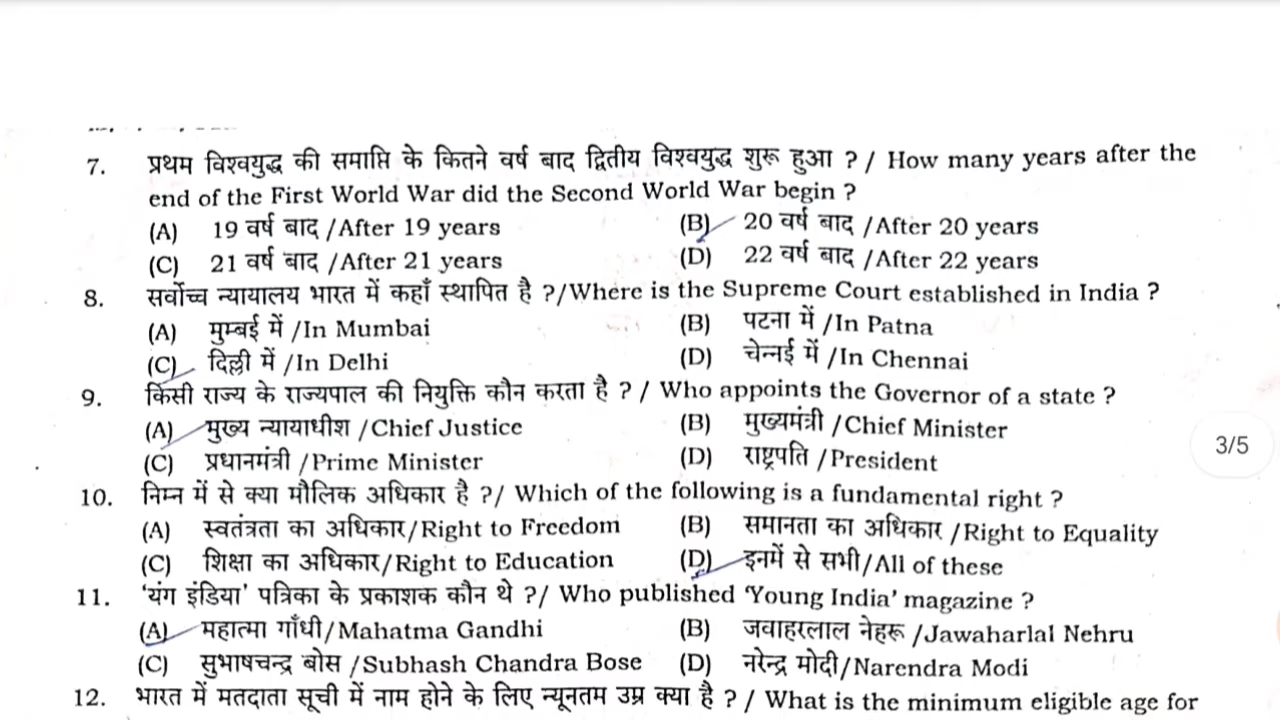 7. प्रथम विश्वयुद्ध की समाप्ति के कितने वर्ष बाद द्वितीय विश्वयुद्ध शुरू हुआ ? / How many years after the
end of the First World War did the Second World War begin ?
(A) 19 वर्ष बाद /After 19 years (B) 20 वर्ष बाद /After 20 years
(C) 21 वर्ष बाद /After 21 years (D) 22 वर्ष बाद /After 22 years
8. सर्वोच्च न्यायालय भारत में कहाँ स्थापित है ?/Where is the Supreme Court established in India ?
(A) मुम्बई में /In Mumbai (B) पटना में /In Patna
(C) दिल्ली में /In Delhi (D) चेन्नई में /In Chennai
9. किसी राज्य के राज्यपाल की नियुक्ति कौन करता है ? / Who appoints the Governor of a state ?
(A) मुख्य न्यायाधीश /Chief Justice (B) मुख्यमंत्री /Chief Minister
(C) प्रधानमंत्री /Prime Minister (D) राष्ट्रपति /President
3/5
10. निम्न में से क्या मौलिक अधिकार है ?/ Which of the following is a fundamental right ?
(A) स्वतंत्रता का अधिकार/Right to Freedom (B) समानता का अधिकार /Right to Equality
(C) शिक्षा का अधिकार/Right to Education (D) इनमें से सभी/All of these
11. ‘यंग इंडिया’ पत्रिका के प्रकाशक कौन थे ?/ Who published ‘Young India’ magazine ?
(A) महात्मा गाँधी/Mahatma Gandhi (B) जवाहरलाल नेहरू /Jawaharlal Nehru
(C) सुभाषचन्द्र बोस /Subhash Chandra Bose (D) नरेन्द्र मोदी/Narendra Modi
12. भारत में मतदाता सूची में नाम होने के लिए न्यूनतम उम्र क्या है ? / What is the minimum eligible age for